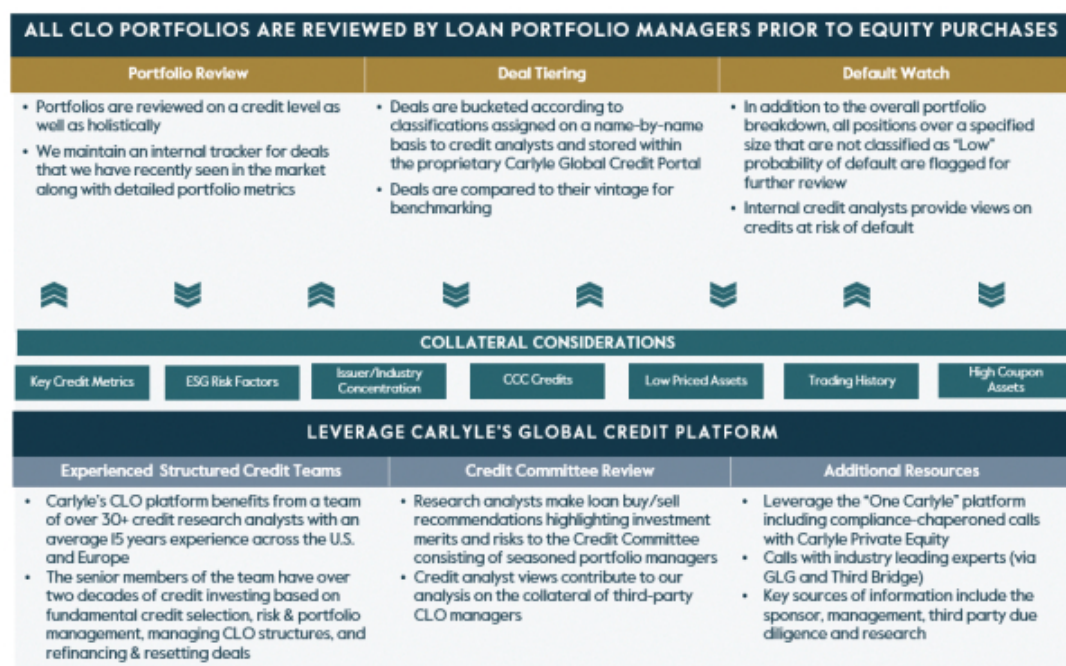 ALL CLO PORTFOLIOS ARE REVIEWED BY LOAN PORTFOLIO MANAGERS PRIOR TO EQUITY PURCHASES
Portfolio Review
• Portfolios are reviewed on a credit level as
well as holistically
• We maintain an internal tracker for deals
that we have recently seen in the market
along with detailed portfolio metrics
Deal Tiering
• Deals are bucketed according to
classifications assigned on a name-by-name
basis to credit analysts and stored within
the proprietary Carlyle Global Credit Portal
• Deals are compared to their vintage for
benchmarking
Default Watch
• In addition to the overall portfolio
breakdown, all positions over a specified
size that are not classified as "Low"
probability of default are flagged for
further review
• Internal credit analysts provide views on
credits at risk of default
COLLATERAL CONSIDERATIONS
Key Credit Metrics
ESG Risk Factors
Issuer/Industry
Concentration
CCC Credits
Low Priced Assets
Trading History
High Coupon
Assets
LEVERAGE CARLYLE'S GLOBAL CREDIT PLATFORM
Experienced Structured Credit Teams
• Carlyle's CLO platform benefits from a team
of over 30+ credit research analysts with an
average 15 years experience across the U.S.
and Europe
• The senior members of the team have over
two decades of credit investing based on
fundamental credit selection, risk & portfolio
management, managing CLO structures, and
refinancing & resetting deals
Credit Committee Review
• Research analysts make loan buy/sell
recommendations highlighting investment
merits and risks to the Credit Committee
consisting of seasoned portfolio managers
• Credit analyst views contribute to our
analysis on the collateral of third-party
CLO managers
Additional Resources
• Leverage the "One Carlyle" platform
including compliance-chaperoned calls
with Carlyle Private Equity
• Calls with industry leading experts (via
GLG and Third Bridge)
• Key sources of information include the
sponsor, management, third party due
diligence and research